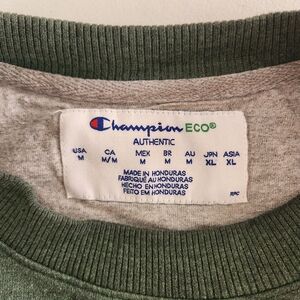 Champion ECO®
AUTHENTIC
USA CA MEX BR AU JPN ASIA
M M/M M M M XL XL
MADE IN HONDURAS
FABRIQUÉ AU HONDURAS
HECHO EN HONDURAS
FEITO EM HONDURAS
RPC